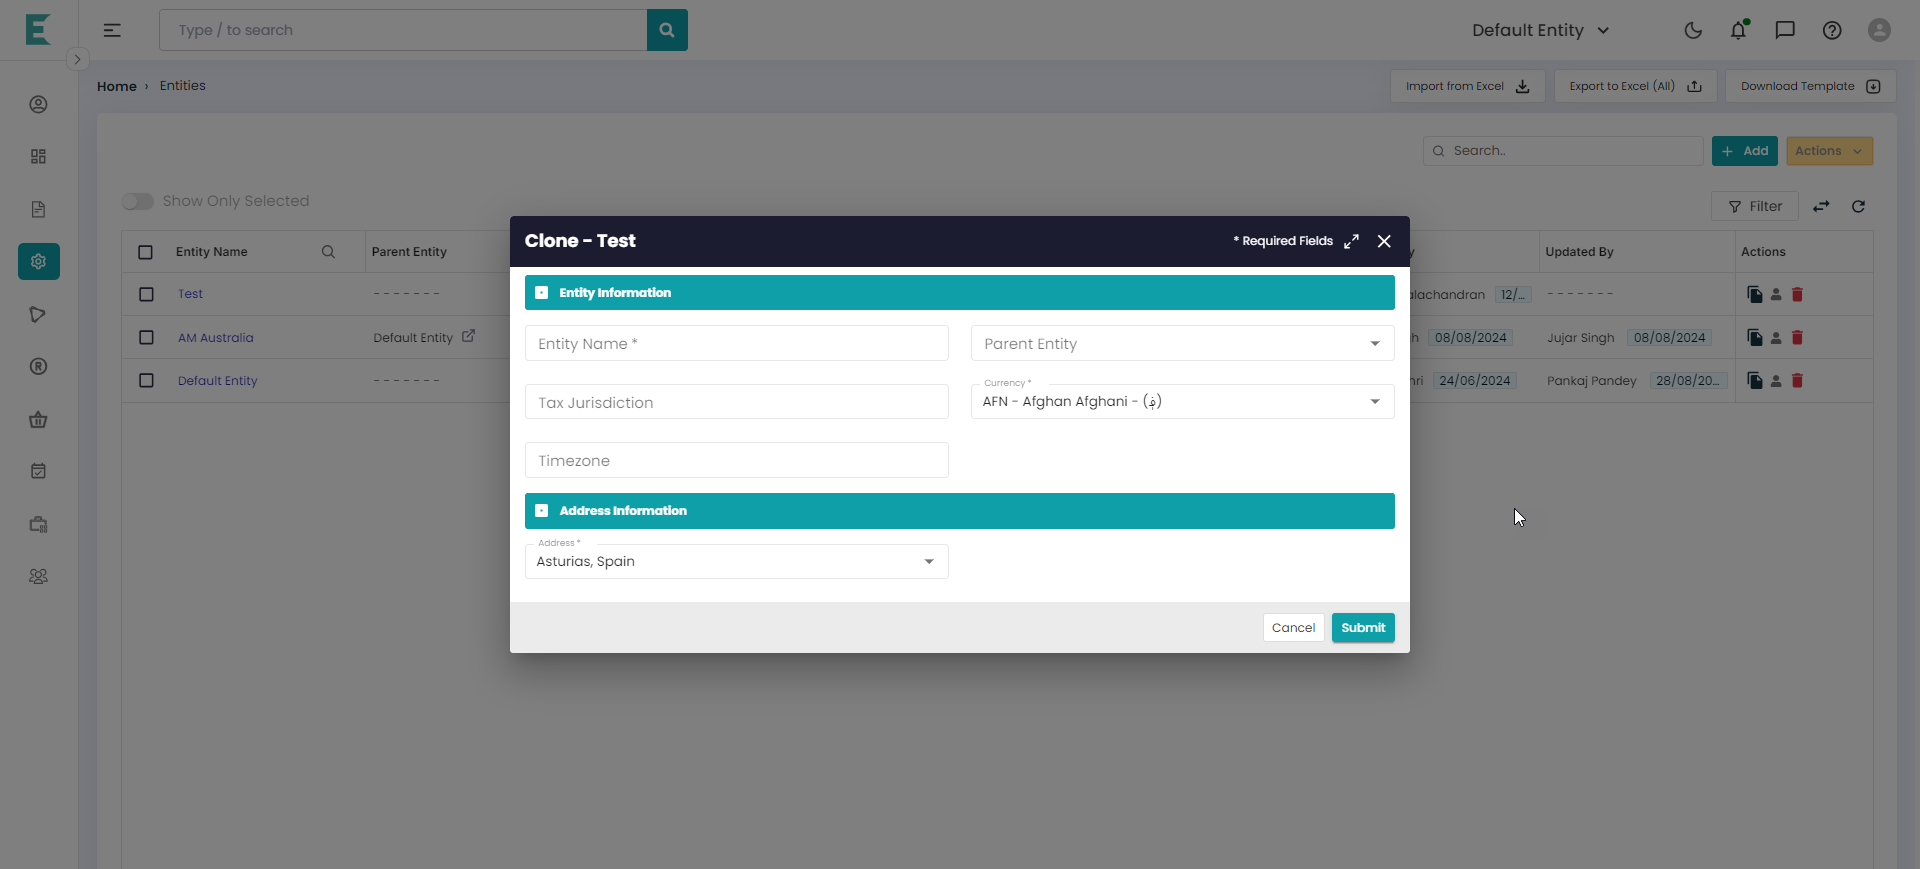 Type / to search
Default Entity
Home › Entities
Import from Excel
Export to Excel (All)
Download Template
Search..
+ Add
Actions
Show Only Selected
Filter
Entity Name
Parent Entity
Updated By
Actions
Test
-------
12/...
-------
AM Australia
Default Entity
08/08/2024
Jujar Singh
08/08/2024
Default Entity
-------
24/06/2024
Pankaj Pandey
28/08/20...
Clone - Test
* Required Fields
Entity Information
Entity Name *
Parent Entity
Tax Jurisdiction
Currency *
AFN - Afghan Afghani - (؋)
Timezone
Address Information
Address *
Asturias, Spain
Cancel
Submit